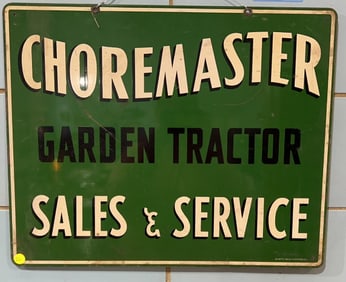 CHOREMASTER
GARDEN TRACTOR
SALES & SERVICE